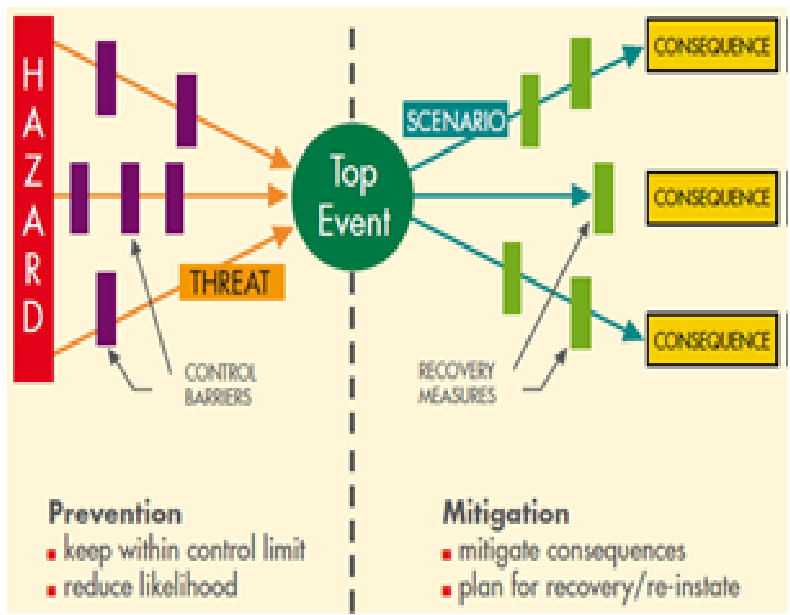 HAZARD
CONSEQUENCE
SCENARIO
Top
Event
CONSEQUENCE
THREAT
CONSEQUENCE
CONTROL
BARRIERS
RECOVERY
MEASURES
Prevention
▪ keep within control limit
▪ reduce likelihood
Mitigation
▪ mitigate consequences
▪ plan for recovery/re-instate